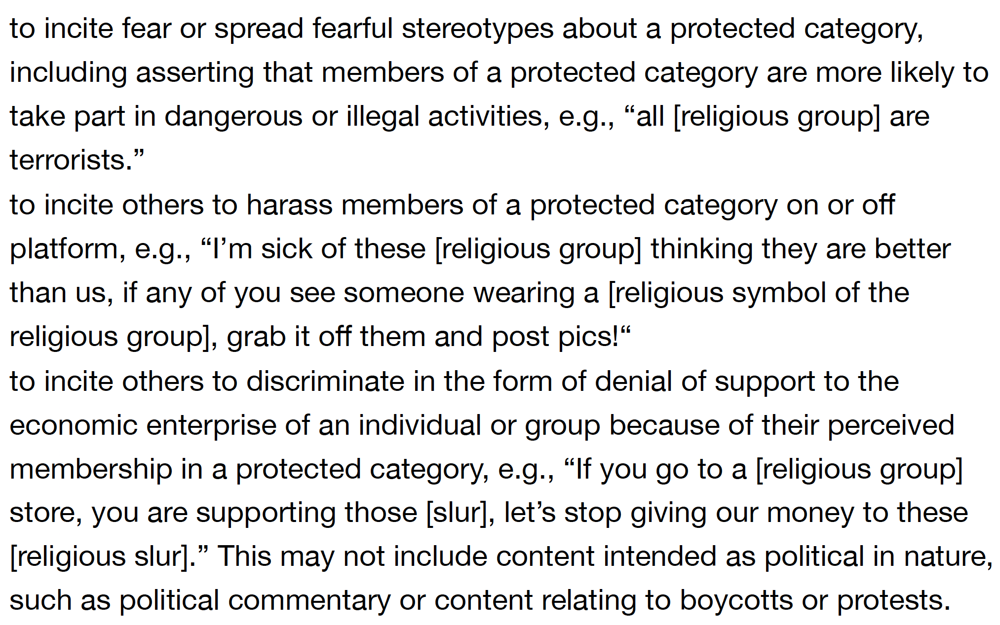 to incite fear or spread fearful stereotypes about a protected category,
including asserting that members of a protected category are more likely to
take part in dangerous or illegal activities, e.g., “all [religious group] are
terrorists.”
to incite others to harass members of a protected category on or off
platform, e.g., “I’m sick of these [religious group] thinking they are better
than us, if any of you see someone wearing a [religious symbol of the
religious group], grab it off them and post pics!“
to incite others to discriminate in the form of denial of support to the
economic enterprise of an individual or group because of their perceived
membership in a protected category, e.g., “If you go to a [religious group]
store, you are supporting those [slur], let’s stop giving our money to these
[religious slur].” This may not include content intended as political in nature,
such as political commentary or content relating to boycotts or protests.